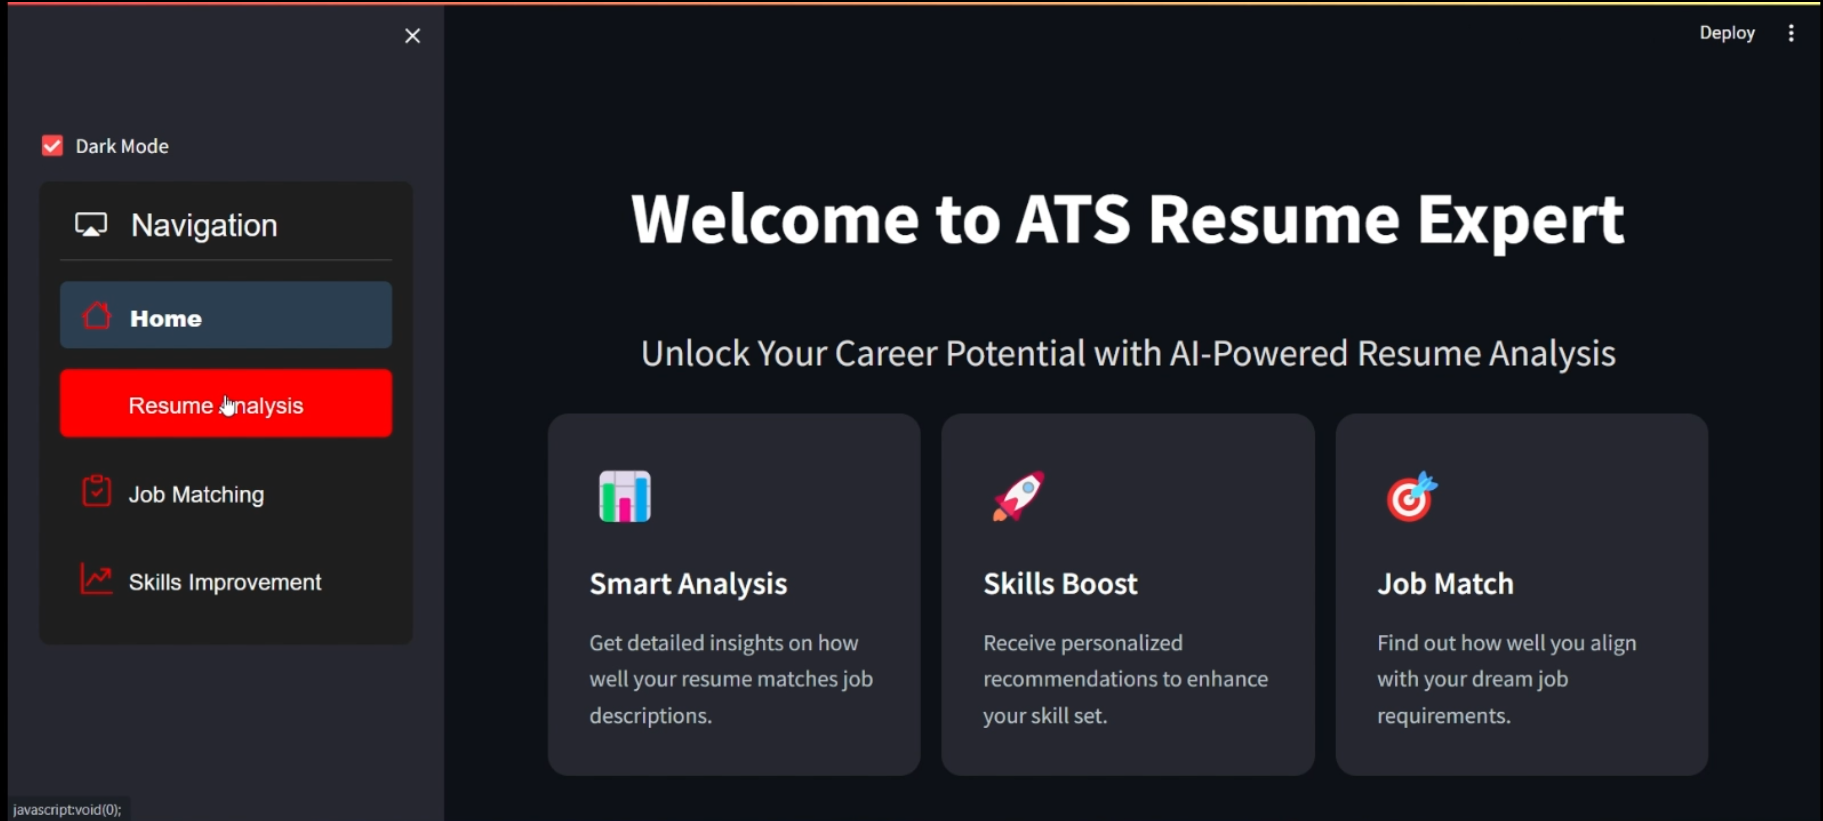 Deploy
Dark Mode
Navigation
Home
Resume Analysis
Job Matching
Skills Improvement
Welcome to ATS Resume Expert
Unlock Your Career Potential with AI-Powered Resume Analysis
Smart Analysis
Get detailed insights on how
well your resume matches job
descriptions.
Skills Boost
Receive personalized
recommendations to enhance
your skill set.
Job Match
Find out how well you align
with your dream job
requirements.
javascript:void(0);